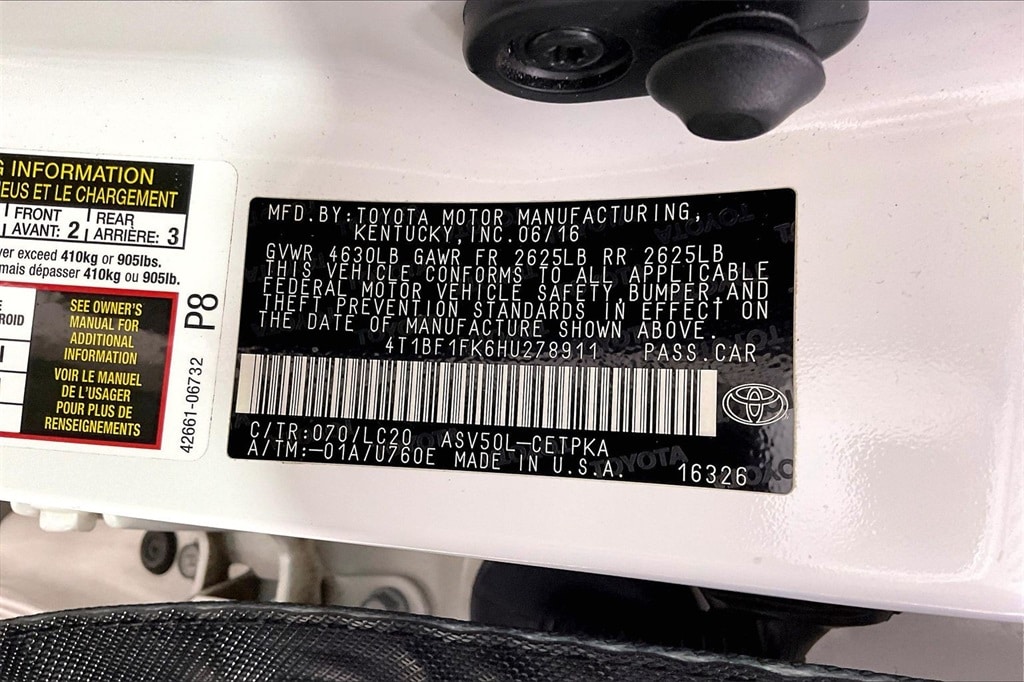 G INFORMATION
EUS ET LE CHARGEMENT
FRONT
AVANT: 2
REAR
ARRIÈRE: 3
er exceed 410kg or 905lbs.
mais dépasser 410kg ou 905lb.
ROID
SEE OWNER'S
MANUAL FOR
ADDITIONAL
INFORMATION
VOIR LE MANUEL
DE L'USAGER
POUR PLUS DE
RENSEIGNEMENTS
42661-06732 P8
MFD.BY:TOYOTA MOTOR MANUFACTURING,
KENTUCKY,INC.06/16
GVWR 4630LB GAWR FR 2625LB RR 2625LB
THIS VEHICLE CONFORMS TO ALL APPLICABLE
FEDERAL MOTOR VEHICLE SAFETY,BUMPER,AND
THEFT PREVENTION STANDARDS IN EFFECT ON
THE DATE OF MANUFACTURE SHOWN ABOVE.
4T1BF1FK6HU278911 PASS.CAR
C/TR:070/LC20 ASV50L-CETPKA
A/TM:-01A/U760E MADE IN U.S.A. 16326
TOYOTA